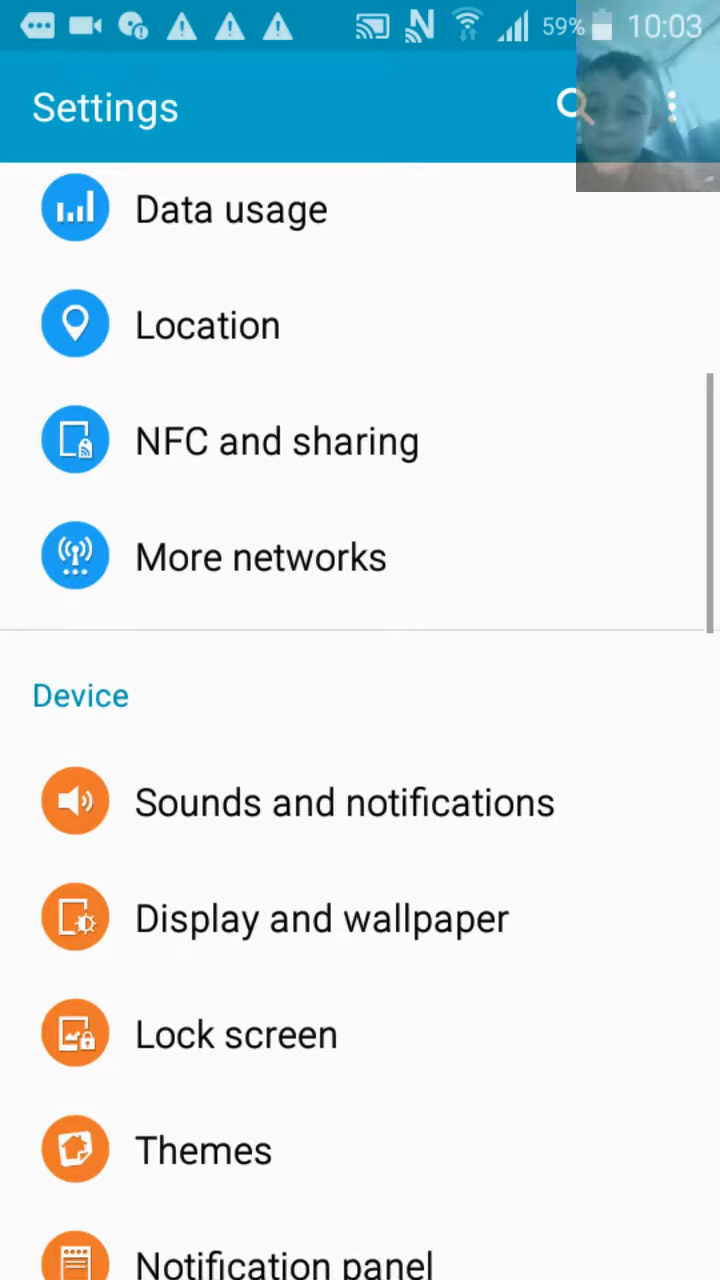 59% 10:03
Settings
Data usage
Location
NFC and sharing
More networks
Device
Sounds and notifications
Display and wallpaper
Lock screen
Themes
Notification panel